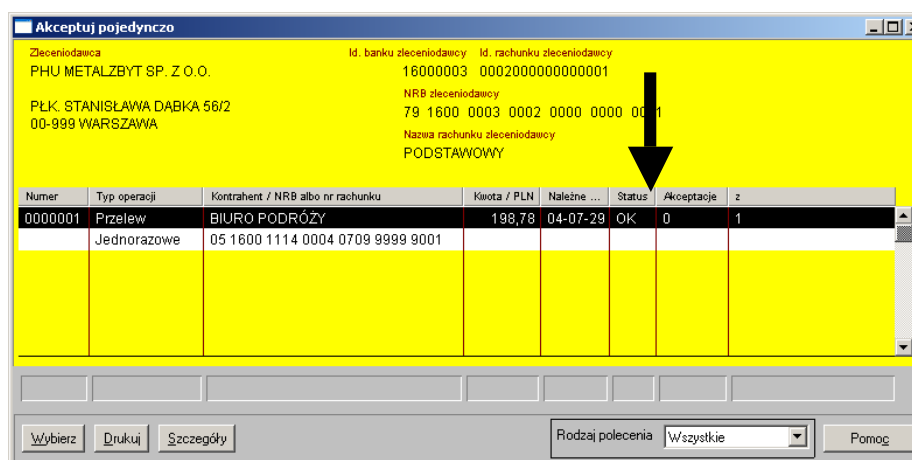 Akceptuj pojedynczo
Zleceniodawca
Id. banku zleceniodawcy Id. rachunku zleceniodawcy
PHU METALZBYT SP. Z O.O.
16000003 0002000000000001
NRB zleceniodawcy
PŁK. STANISŁAWA DĄBKA 56/2
79 1600 0003 0002 0000 0000
00-999 WARSZAWA
Nazwa rachunku zleceniodawcy
PODSTAWOWY
Numer Typ operacji Kontrahent / NRB albo nr rachunku Kwota / PLN Należne ... Status Akceptacje z
0000001 Przelew BIURO PODRÓŻY 198,78 04-07-29 OK 0 1
Jednorazowe 05 1600 1114 0004 0709 9999 9001
Wybierz Drukuj Szczegóły Rodzaj polecenia Wszystkie Pomoc